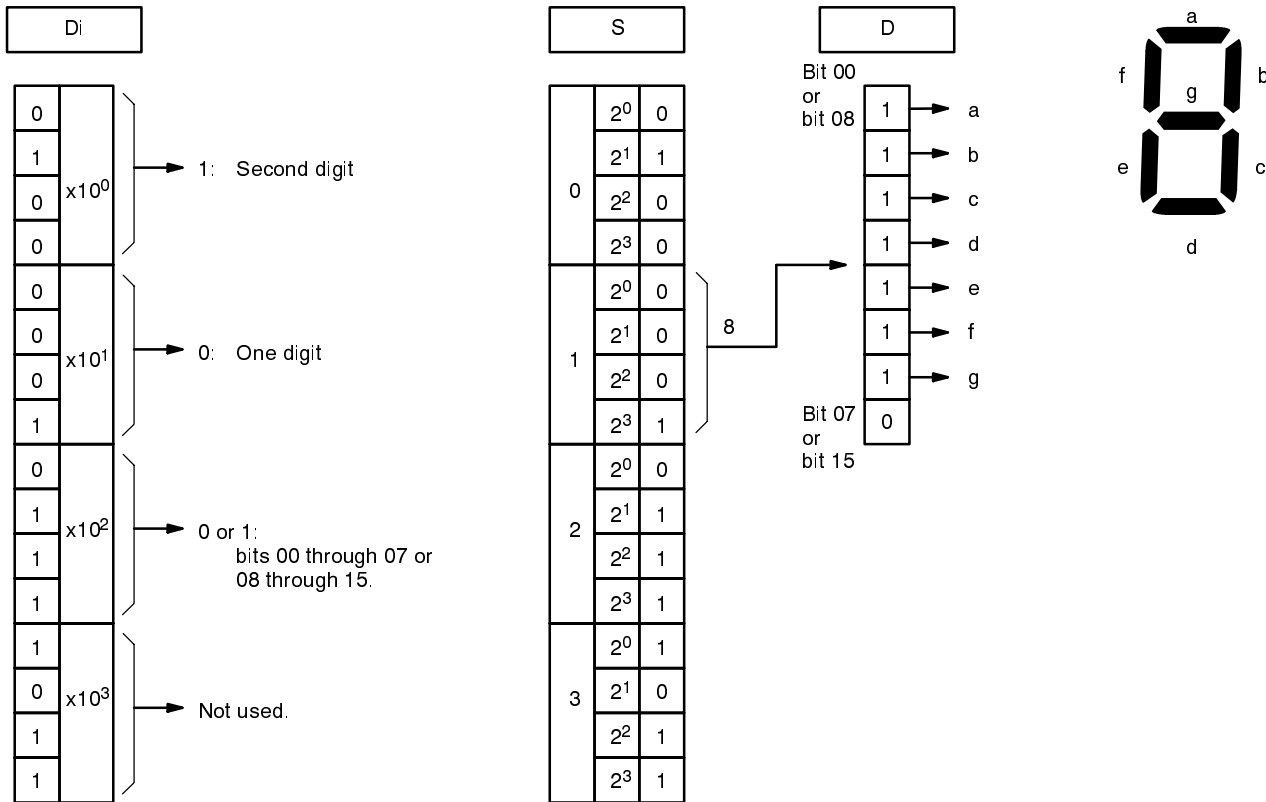 Di S D
a
f b
g
e c
d
Bit 00
or
bit 08
Bit 07
or
bit 15
0
1
0
0
x10⁰
1: Second digit
0
0
0
1
x10¹
0: One digit
0
1
1
1
x10²
0 or 1:
bits 00 through 07 or
08 through 15.
1
0
1
1
x10³
Not used.
0
2⁰ 0
2¹ 1
2² 0
2³ 0
1
2⁰ 0
2¹ 0
2² 0
2³ 1
8
2
2⁰ 0
2¹ 1
2² 1
2³ 1
3
2⁰ 1
2¹ 0
2² 1
2³ 1
1 a
1 b
1 c
1 d
1 e
1 f
1 g
0